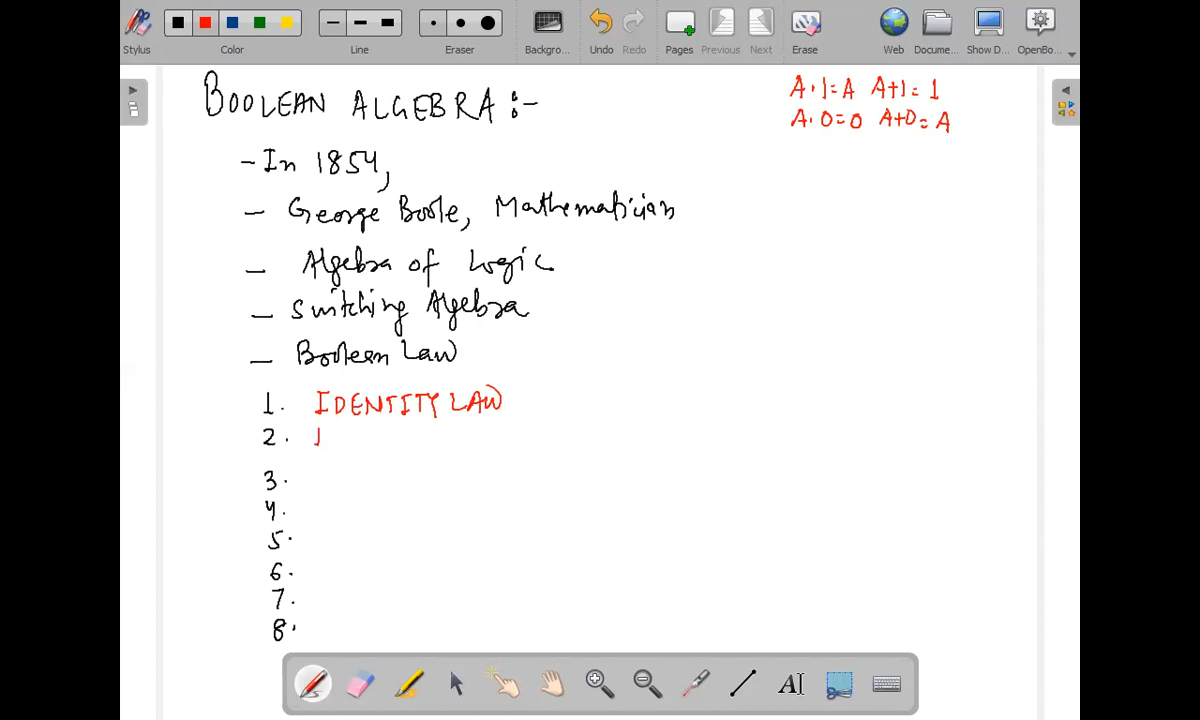 Stylus Color Line Eraser Backgro... Undo Redo Pages Previous Next Erase Web Docume... Show D... OpenBo...
BOOLEAN ALGEBRA :-
A·1=A A+1=1
A·0=0 A+0=A
- In 1854,
- George Boole, Mathematician
- Algebra of Logic
- Switching Algebra
- Boolean Law
1. IDENTITY LAW
2. I
3.
4.
5.
6.
7.
8.